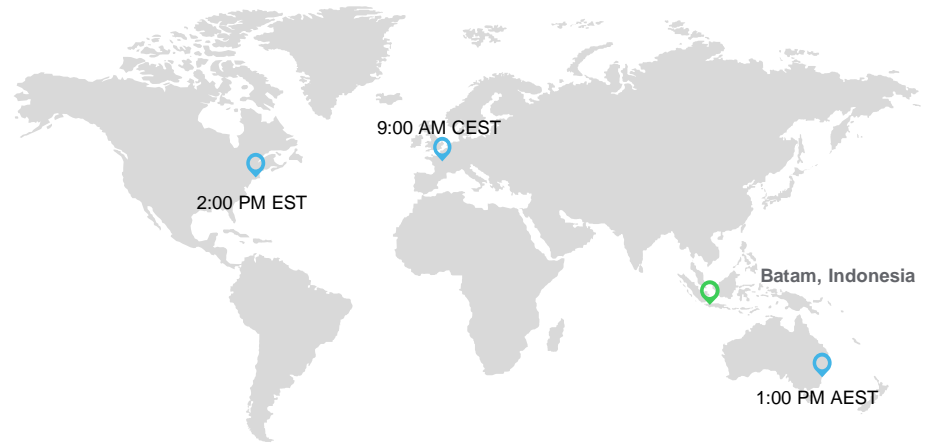 9:00 AM CEST
2:00 PM EST
Batam, Indonesia
1:00 PM AEST